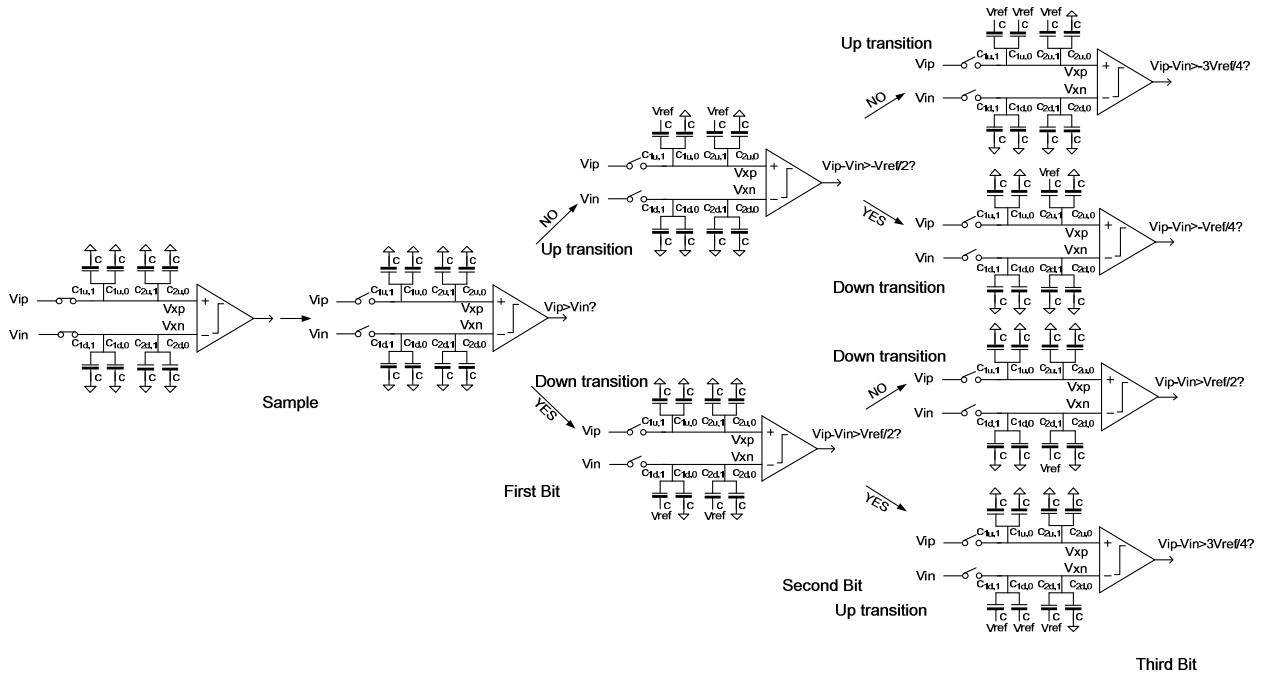 Vip
Vin
C C C C
C1u,1 C1u,0 C2u,1 C2u,0
Vxp
Vxn
+
−
C1d,1 C1d,0 C2d,1 C2d,0
C C C C
Sample
Vip
Vin
C C C C
C1u,1 C1u,0 C2u,1 C2u,0
Vxp
Vxn
+
−
C1d,1 C1d,0 C2d,1 C2d,0
C C C C
Vip>Vin?
First Bit
NO
Up transition
Vref Vref
C C C C
Vip
Vin
C1u,1 C1u,0 C2u,1 C2u,0
Vxp
Vxn
+
−
C1d,1 C1d,0 C2d,1 C2d,0
C C C C
Vip-Vin>-Vref/2?
Down transition
YES
C C C C
Vip
Vin
C1u,1 C1u,0 C2u,1 C2u,0
Vxp
Vxn
+
−
C1d,1 C1d,0 C2d,1 C2d,0
C C C C
Vref Vref
Vip-Vin>Vref/2?
Second Bit
Up transition
NO
Vref Vref Vref
C C C C
Vip
Vin
C1u,1 C1u,0 C2u,1 C2u,0
Vxp
Vxn
+
−
C1d,1 C1d,0 C2d,1 C2d,0
C C C C
Vip-Vin>-3Vref/4?
YES
Down transition
Vref
C C C C
Vip
Vin
C1u,1 C1u,0 C2u,1 C2u,0
Vxp
Vxn
+
−
C1d,1 C1d,0 C2d,1 C2d,0
C C C C
Vip-Vin>-Vref/4?
Down transition
NO
C C C C
Vip
Vin
C1u,1 C1u,0 C2u,1 C2u,0
Vxp
Vxn
+
−
C1d,1 C1d,0 C2d,1 C2d,0
C C C C
Vref
Vip-Vin>Vref/2?
YES
Up transition
C C C C
Vip
Vin
C1u,1 C1u,0 C2u,1 C2u,0
Vxp
Vxn
+
−
C1d,1 C1d,0 C2d,1 C2d,0
C C C C
Vref Vref Vref
Vip-Vin>3Vref/4?
Third Bit